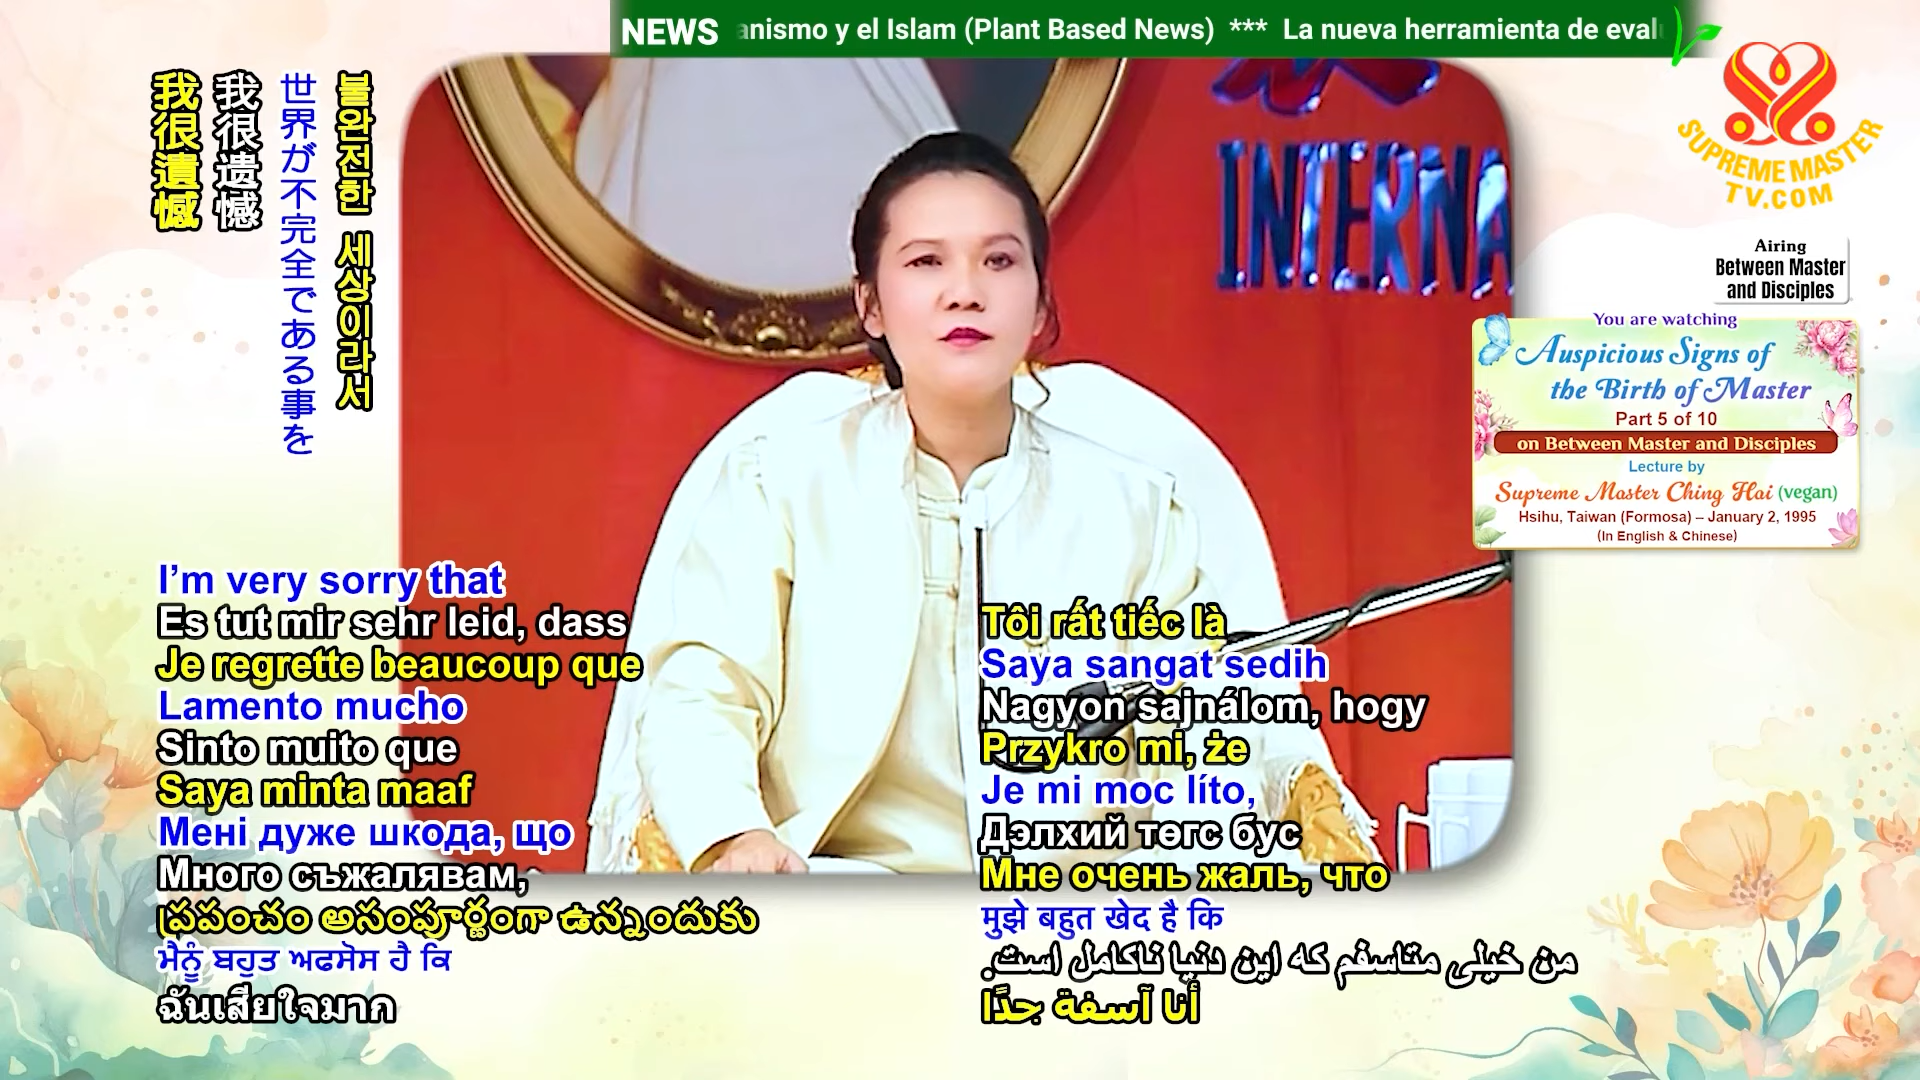 NEWS anismo y el Islam (Plant Based News) *** La nueva herramienta de eval
SUPREME MASTER
TV.COM
我很遺憾
我很遗憾
世界が不完全である事を
불완전한 세상이라서
INTERNA
Airing
Between Master
and Disciples
You are watching
Auspicious Signs of
the Birth of Master
Part 5 of 10
on Between Master and Disciples
Lecture by
Supreme Master Ching Hai (vegan)
Hsihu, Taiwan (Formosa) – January 2, 1995
(In English & Chinese)
I’m very sorry that
Es tut mir sehr leid, dass
Je regrette beaucoup que
Lamento mucho
Sinto muito que
Saya minta maaf
Мені дуже шкода, що
Много съжалявам,
ప్రపంచం అసంపూర్ణంగా ఉన్నందుకు
ਮੈਨੂੰ ਬਹੁਤ ਅਫਸੋਸ ਹੈ ਕਿ
ฉันเสียใจมาก
Tôi rất tiếc là
Saya sangat sedih
Nagyon sajnálom, hogy
Przykro mi, że
Je mi moc líto,
Дэлхий төгс бус
Мне очень жаль, что
मुझे बहुत खेद है कि
من خیلی متاسفم که این دنیا ناکامل است.
أنا آسفة جدًا